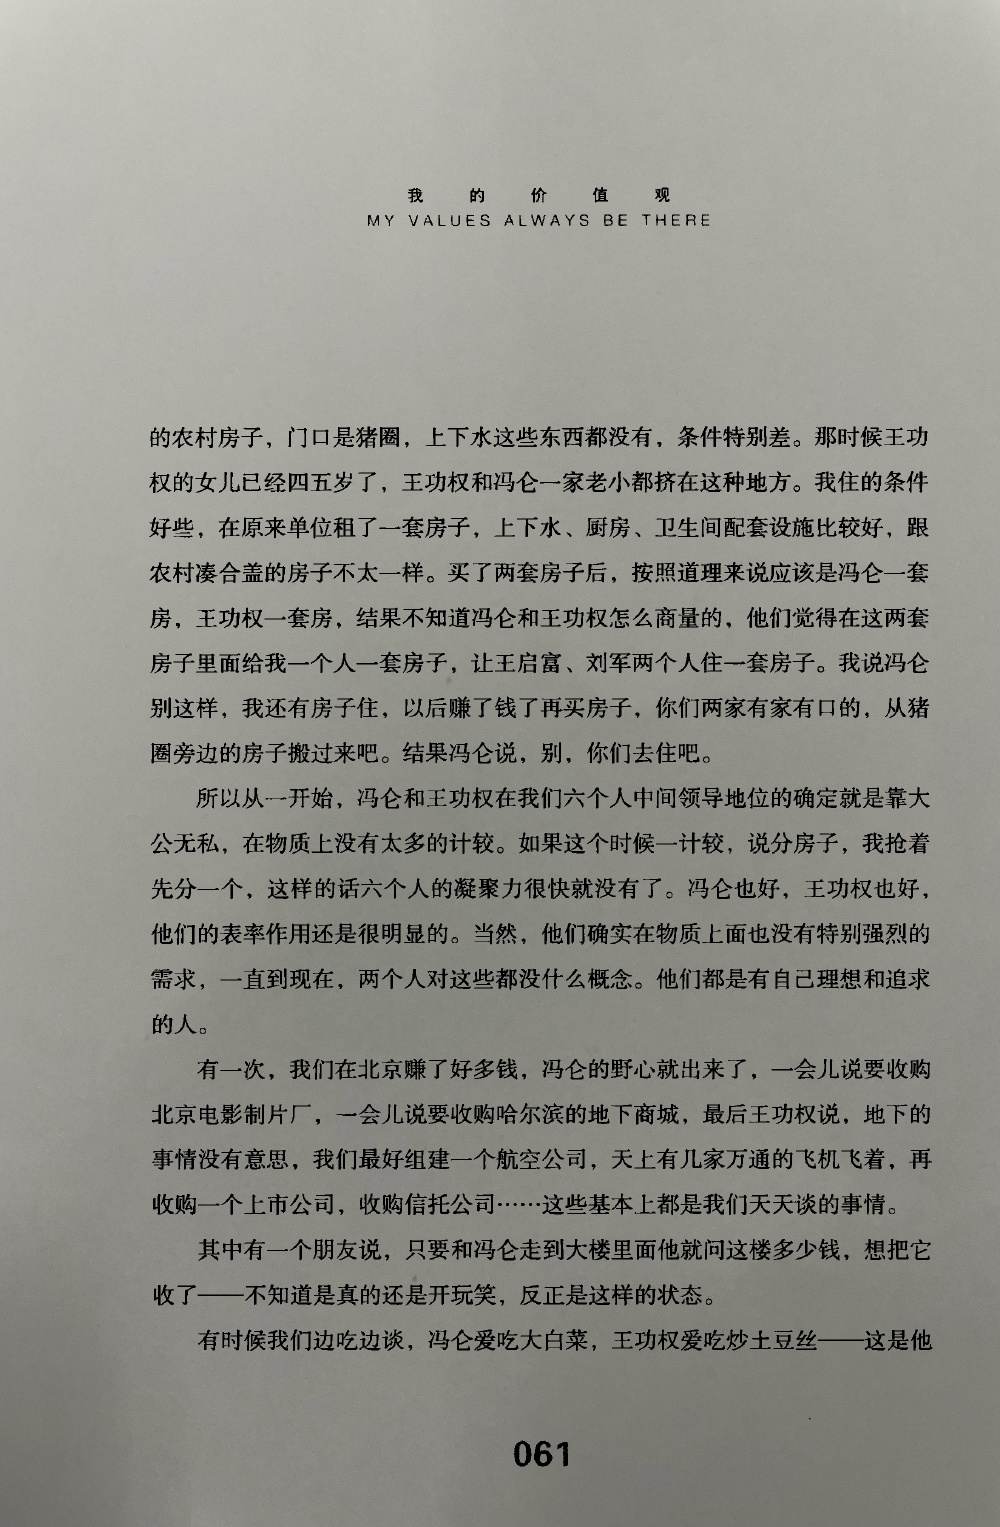 我的价值观
MY VALUES ALWAYS BE THERE
的农村房子，门口是猪圈，上下水这些东西都没有，条件特别差。那时候王功
权的女儿已经四五岁了，王功权和冯仑一家老小都挤在这种地方。我住的条件
好些，在原来单位租了一套房子，上下水、厨房、卫生间配套设施比较好，跟
农村凑合盖的房子不太一样。买了两套房子后，按照道理来说应该是冯仑一套
房，王功权一套房，结果不知道冯仑和王功权怎么商量的，他们觉得在这两套
房子里面给我一个人一套房子，让王启富、刘军两个人住一套房子。我说冯仑
别这样，我还有房子住，以后赚了钱了再买房子，你们两家有家有口的，从猪
圈旁边的房子搬过来吧。结果冯仑说，别，你们去住吧。
所以从一开始，冯仑和王功权在我们六个人中间领导地位的确定就是靠大
公无私，在物质上没有太多的计较。如果这个时候一计较，说分房子，我抢着
先分一个，这样的话六个人的凝聚力很快就没有了。冯仑也好，王功权也好，
他们的表率作用还是很明显的。当然，他们确实在物质上面也没有特别强烈的
需求，一直到现在，两个人对这些都没什么概念。他们都是有自己理想和追求
的人。
有一次，我们在北京赚了好多钱，冯仑的野心就出来了，一会儿说要收购
北京电影制片厂，一会儿说要收购哈尔滨的地下商城，最后王功权说，地下的
事情没有意思，我们最好组建一个航空公司，天上有几家万通的飞机飞着，再
收购一个上市公司，收购信托公司……这些基本上都是我们天天谈的事情。
其中有一个朋友说，只要和冯仑走到大楼里面他就问这楼多少钱，想把它
收了——不知道是真的还是开玩笑，反正是这样的状态。
有时候我们边吃边谈，冯仑爱吃大白菜，王功权爱吃炒土豆丝——这是他
061